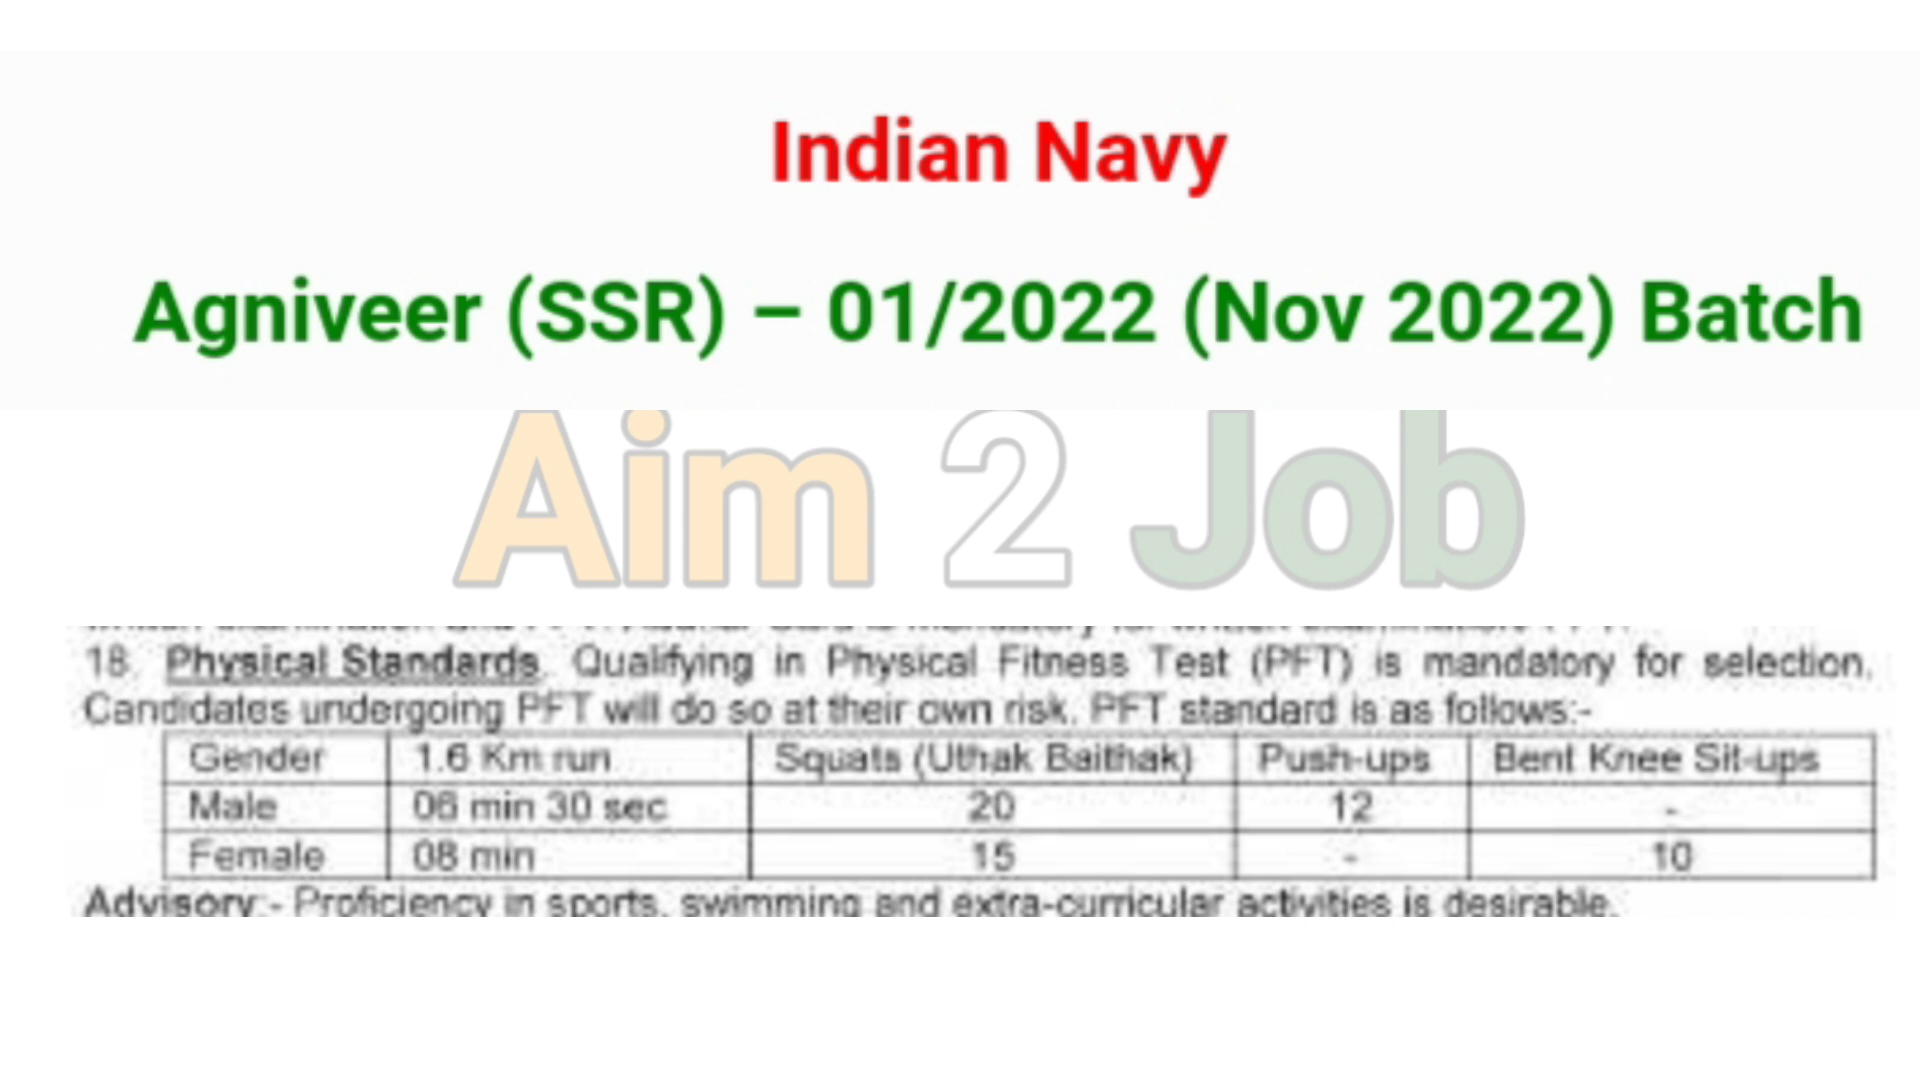 Indian Navy
Agniveer (SSR) – 01/2022 (Nov 2022) Batch
Aim 2 Job
18. Physical Standards. Qualifying in Physical Fitness Test (PFT) is mandatory for selection.
Candidates undergoing PFT will do so at their own risk. PFT standard is as follows:-
Gender 1.6 Km run Squats (Uthak Baithak) Push-ups Bent Knee Sit-ups
Male 06 min 30 sec 20 12 -
Female 08 min 15 - 10
Advisory:- Proficiency in sports, swimming and extra-curricular activities is desirable.